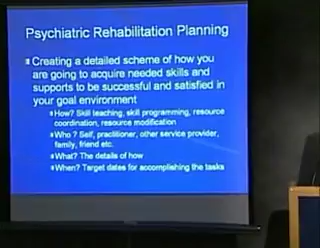 Psychiatric Rehabilitation Planning
Creating a detailed scheme of how you
are going to acquire needed skills and
supports to be successful and satisfied in
your goal environment
How? Skill teaching, skill programming, resource
coordination, resource modification
Who? Self, practitioner, other service provider,
family, friend etc.
What? The details of how
When? Target dates for accomplishing the tasks